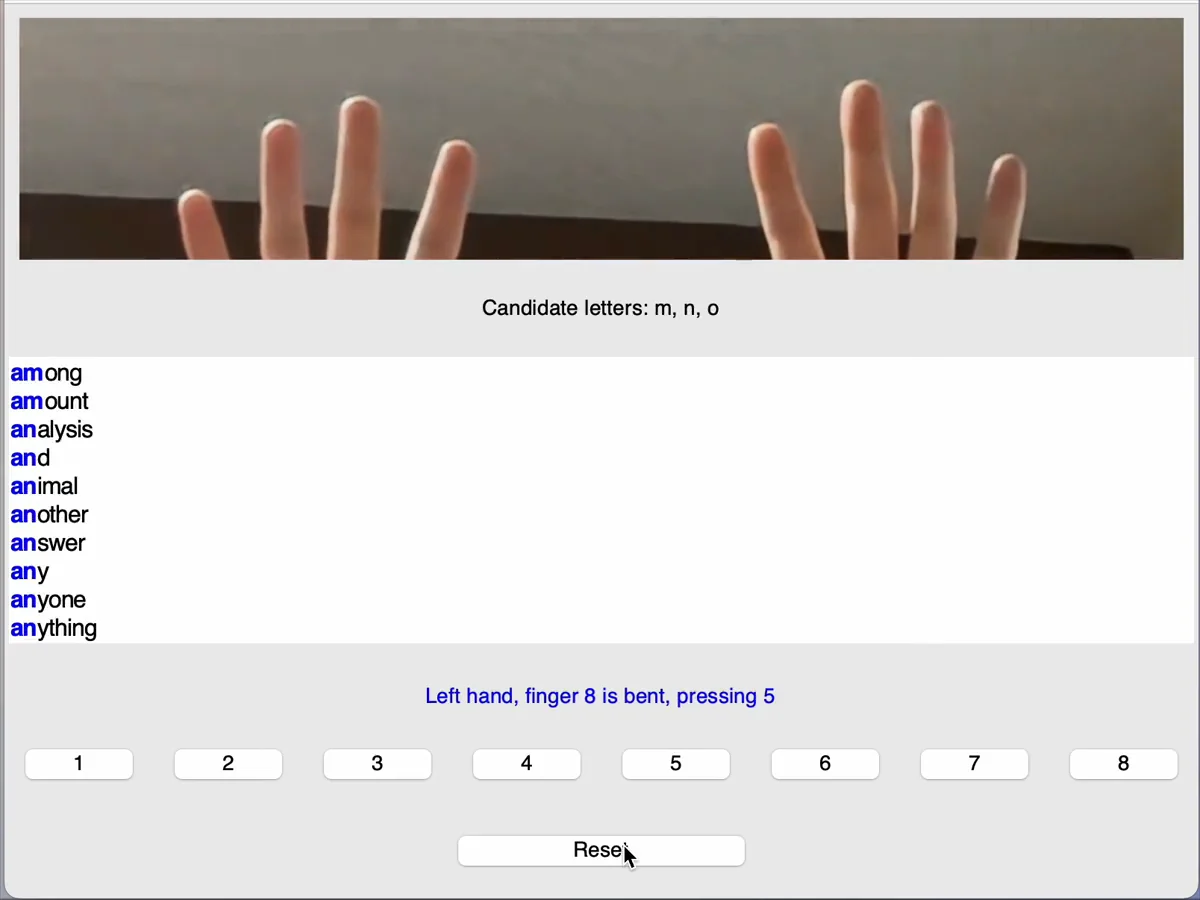 Candidate letters: m, n, o
among
amount
analysis
and
animal
another
answer
any
anyone
anything
Left hand, finger 8 is bent, pressing 5
1 2 3 4 5 6 7 8
Reset